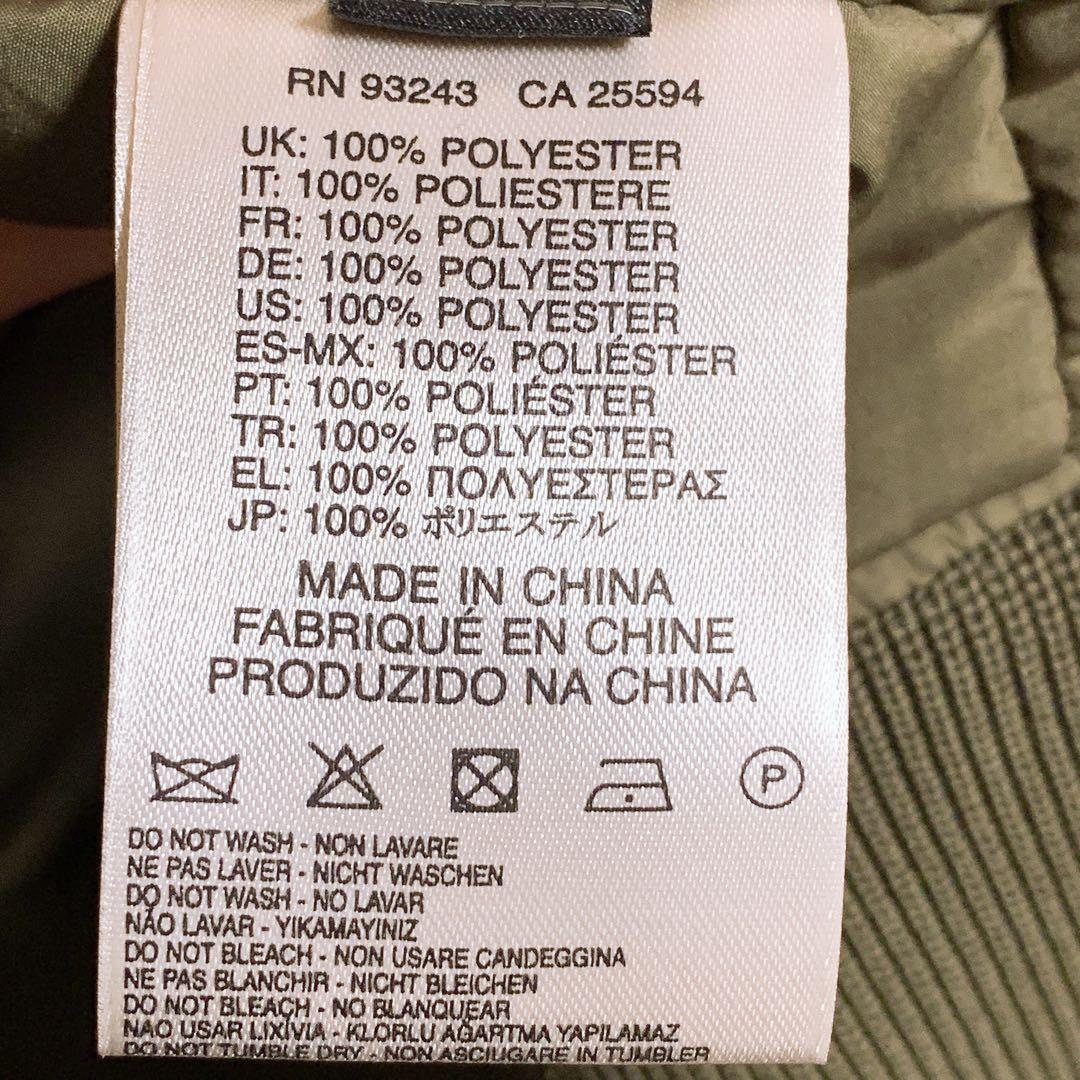 RN 93243 CA 25594
UK: 100% POLYESTER
IT: 100% POLIESTERE
FR: 100% POLYESTER
DE: 100% POLYESTER
US: 100% POLYESTER
ES-MX: 100% POLIÉSTER
PT: 100% POLIÉSTER
TR: 100% POLYESTER
EL: 100% ΠΟΛΥΕΣΤΕΡΑΣ
JP: 100% ポリエステル
MADE IN CHINA
FABRIQUÉ EN CHINE
PRODUZIDO NA CHINA
P
DO NOT WASH - NON LAVARE
NE PAS LAVER - NICHT WASCHEN
DO NOT WASH - NO LAVAR
NÃO LAVAR - YIKAMAYINIZ
DO NOT BLEACH - NON USARE CANDEGGINA
NE PAS BLANCHIR - NICHT BLEICHEN
DO NOT BLEACH - NO BLANQUEAR
NAO USAR LIXÍVIA - KLORLU AĞARTMA YAPILAMAZ
DO NOT TUMBLE DRY - NON ASCIUGARE IN TUMBLER